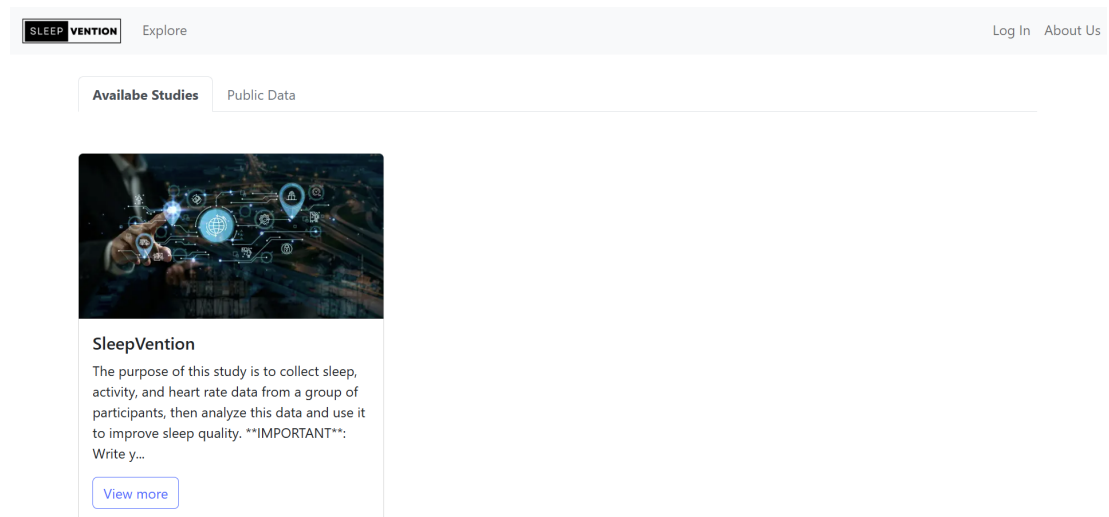 SLEEP VENTION Explore Log In About Us
Availabe Studies Public Data
SleepVention
The purpose of this study is to collect sleep,
activity, and heart rate data from a group of
participants, then analyze this data and use it
to improve sleep quality. **IMPORTANT**:
Write y...
View more